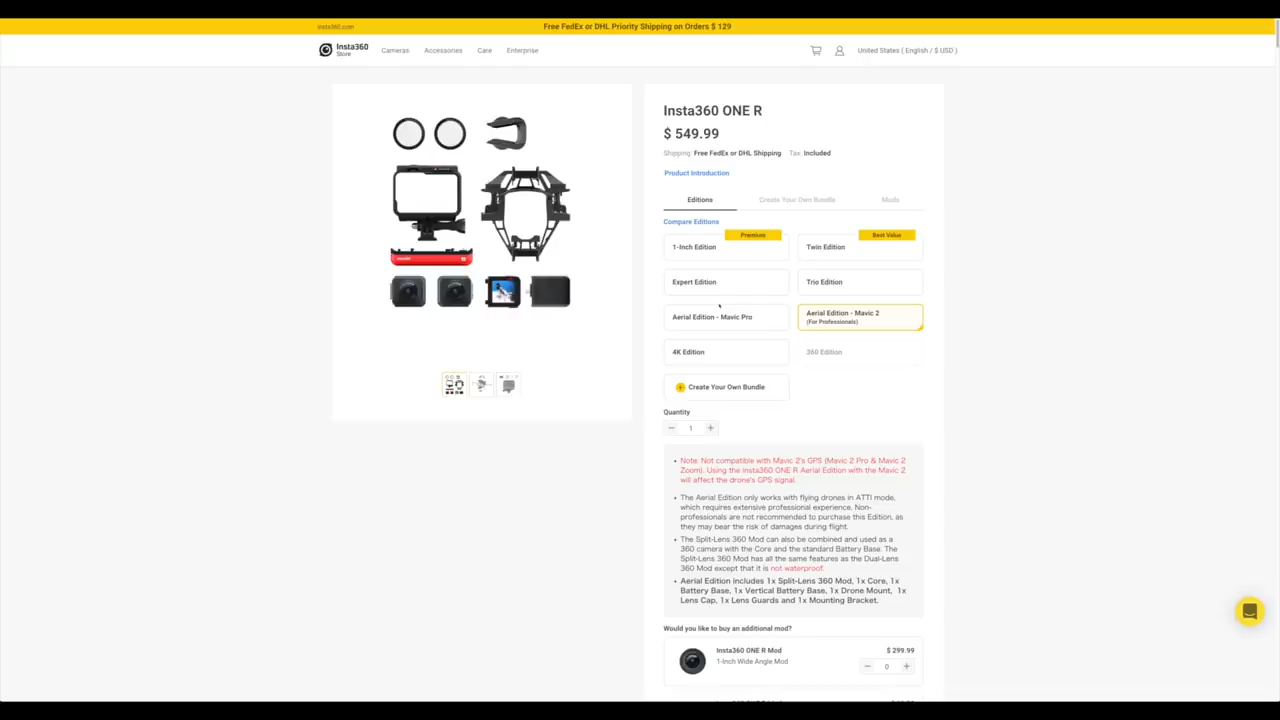 insta360.com
Free FedEx or DHL Priority Shipping on Orders $ 129
Insta360
Store
Cameras
Accessories
Care
Enterprise
United States ( English / $ USD )
Insta360 ONE R
$ 549.99
Shipping: Free FedEx or DHL Shipping Tax: Included
Product Introduction
Editions
Create Your Own Bundle
Mods
Compare Editions
Premium
1-Inch Edition
Best Value
Twin Edition
Expert Edition
Trio Edition
Aerial Edition - Mavic Pro
Aerial Edition - Mavic 2
(For Professionals)
4K Edition
360 Edition
+ Create Your Own Bundle
Quantity
− 1 +
• Note: Not compatible with Mavic 2's GPS (Mavic 2 Pro & Mavic 2
Zoom). Using the Insta360 ONE R Aerial Edition with the Mavic 2
will affect the drone's GPS signal.
• The Aerial Edition only works with flying drones in ATTI mode,
which requires extensive professional experience. Non-
professionals are not recommended to purchase this Edition, as
they may bear the risk of damages during flight.
• The Split-Lens 360 Mod can also be combined and used as a
360 camera with the Core and the standard Battery Base. The
Split-Lens 360 Mod has all the same features as the Dual-Lens
360 Mod except that it is not waterproof.
• Aerial Edition includes 1x Split-Lens 360 Mod, 1x Core, 1x
Battery Base, 1x Vertical Battery Base, 1x Drone Mount, 1x
Lens Cap, 1x Lens Guards and 1x Mounting Bracket.
Would you like to buy an additional mod?
Insta360 ONE R Mod
$ 299.99
1-Inch Wide Angle Mod
− 0 +